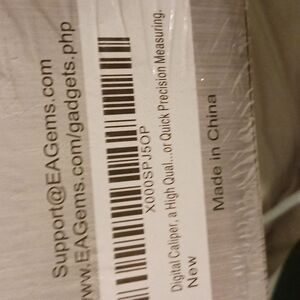 Support@EAGems.com
www.EAGems.com/gadgets.php
X000SPJ5OP
Digital Caliper, a High Qual...or Quick Precision Measuring.
New
Made in China